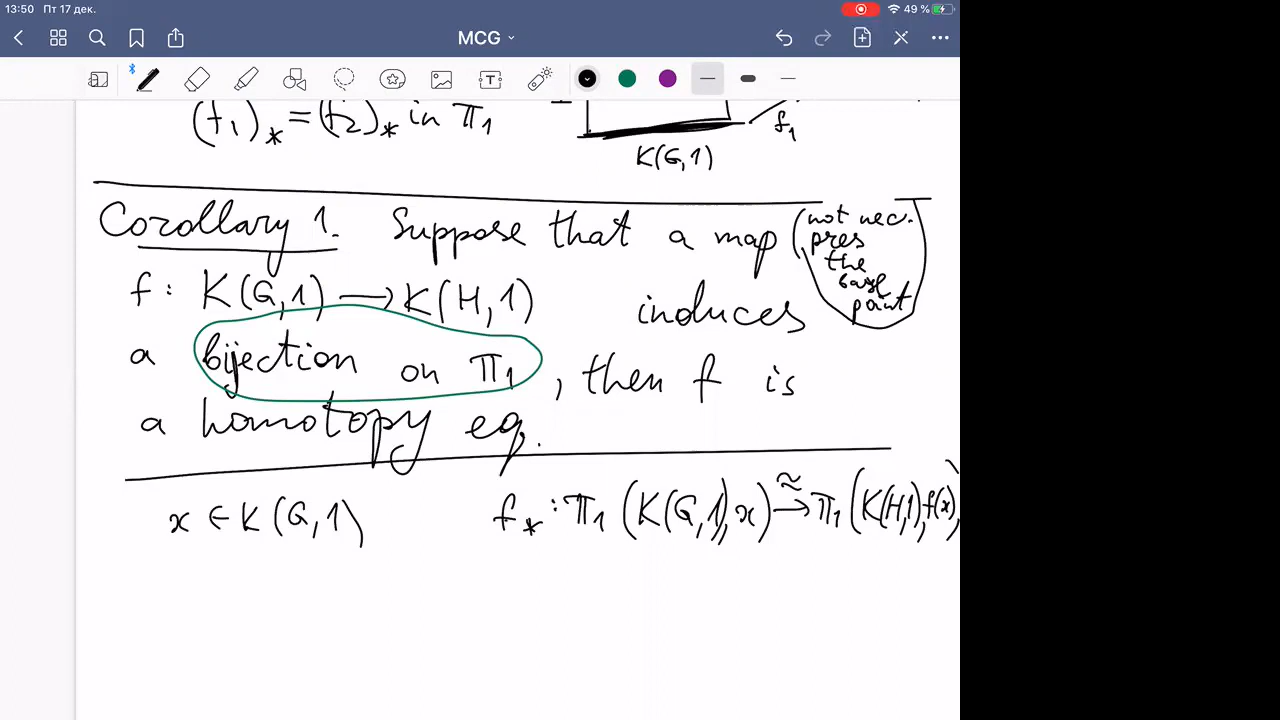 13:50 Пт 17 дек.
49 %
MCG
(f₁)_* = (f₂)_* in π₁
f₁
K(G,1)
Corollary 1. Suppose that a map (not nec. pres the base point)
f: K(G,1) → K(H,1) induces
a bijection on π₁, then f is
a homotopy eq.
x ∈ K(G,1) f_*: π₁(K(G,1), x) ≈→ π₁(K(H,1), f(x))